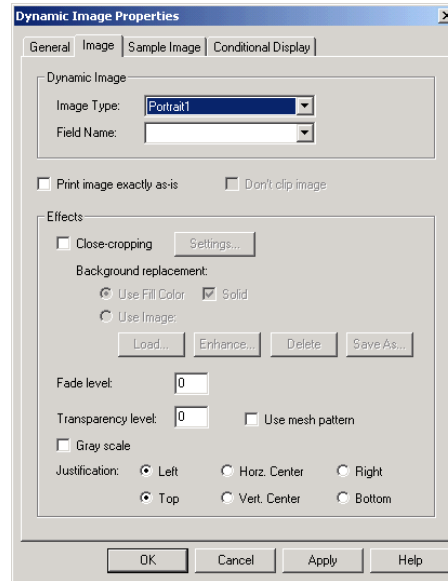 Dynamic Image Properties
General Image Sample Image Conditional Display
Dynamic Image
Image Type: Portrait1
Field Name:
Print image exactly as-is Don't clip image
Effects
Close-cropping Settings...
Background replacement:
Use Fill Color Solid
Use Image:
Load... Enhance... Delete Save As...
Fade level: 0
Transparency level: 0 Use mesh pattern
Gray scale
Justification: Left Horz. Center Right
Top Vert. Center Bottom
OK Cancel Apply Help